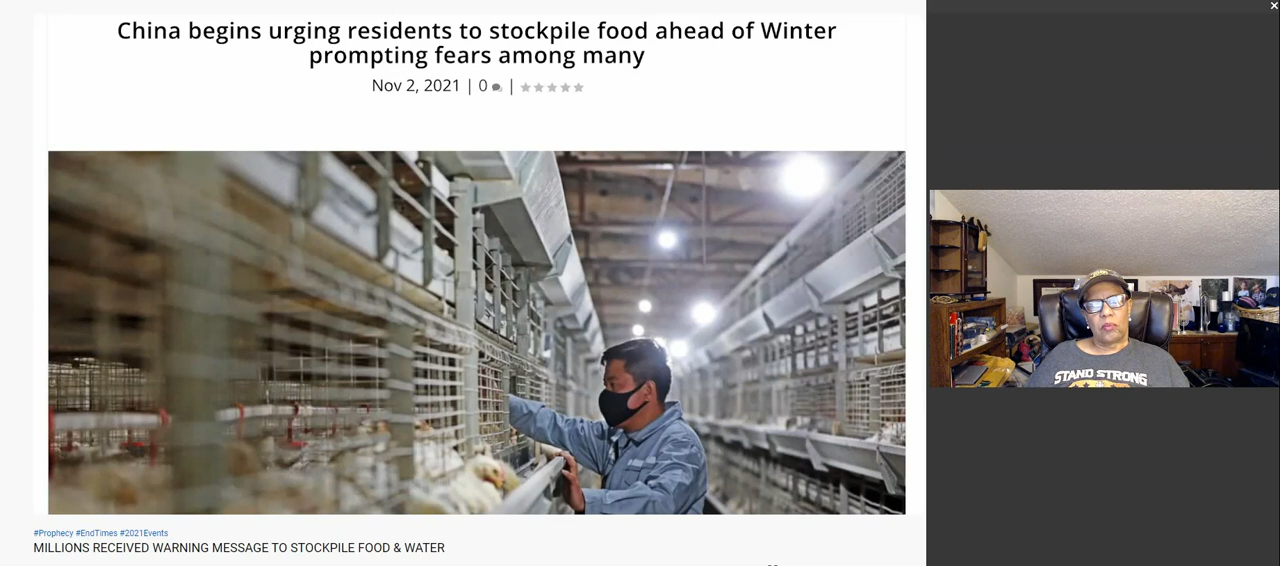 China begins urging residents to stockpile food ahead of Winter
prompting fears among many
Nov 2, 2021 | 0 |
#Prophecy #EndTimes #2021Events
MILLIONS RECEIVED WARNING MESSAGE TO STOCKPILE FOOD & WATER
STAND STRONG